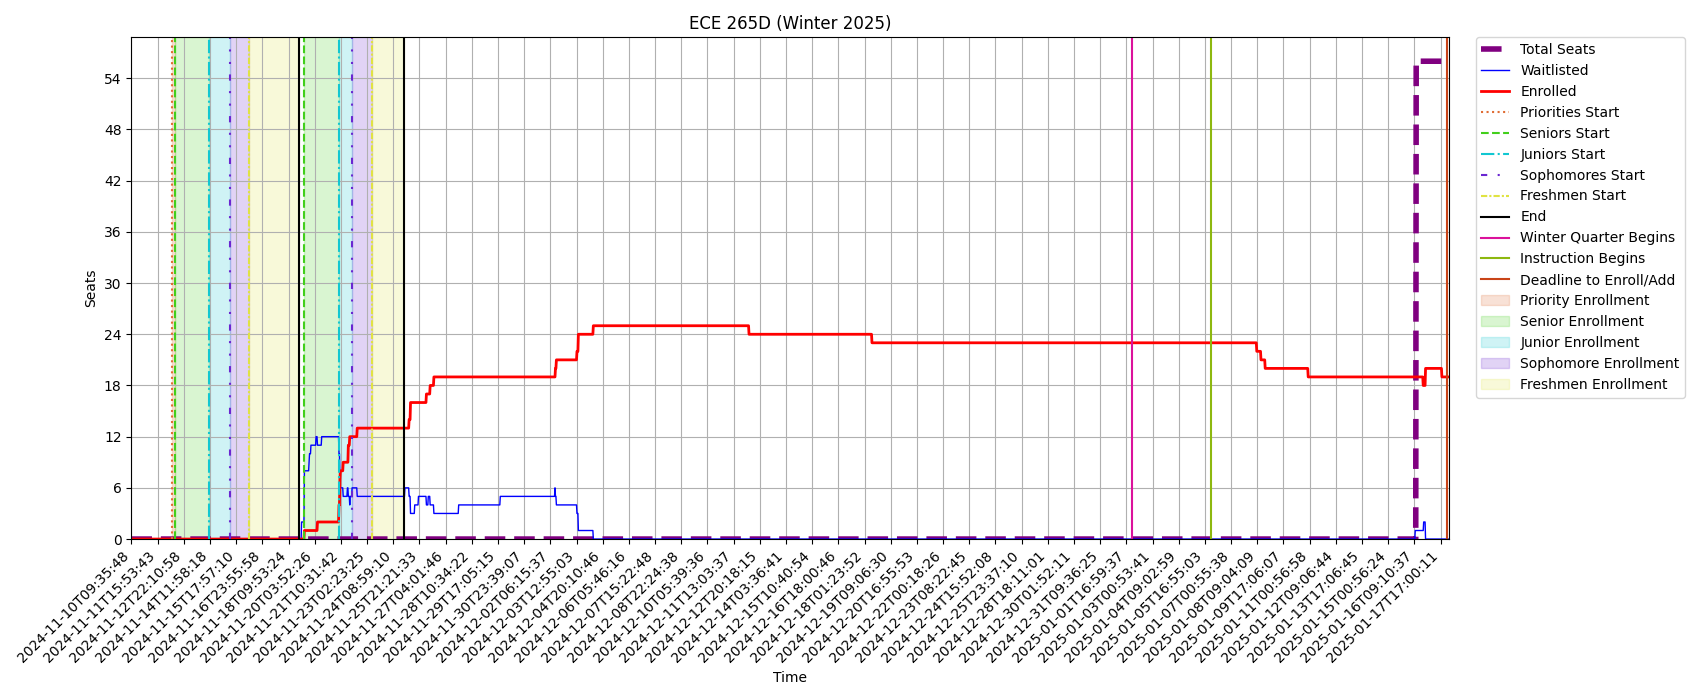 ECE 265D (Winter 2025)
Seats
54
48
42
36
30
24
18
12
6
0
2024-11-10T09:35:48
2024-11-11T15:53:43
2024-11-12T22:10:58
2024-11-14T11:58:18
2024-11-15T17:57:10
2024-11-16T23:55:58
2024-11-18T09:53:24
2024-11-20T03:52:26
2024-11-21T10:31:42
2024-11-23T02:23:25
2024-11-24T08:59:10
2024-11-25T21:21:33
2024-11-27T04:01:46
2024-11-28T10:34:22
2024-11-29T17:05:15
2024-11-30T23:39:07
2024-12-02T06:15:37
2024-12-03T12:55:03
2024-12-04T20:10:46
2024-12-06T05:46:16
2024-12-07T15:22:48
2024-12-08T22:24:38
2024-12-10T05:39:36
2024-12-11T13:03:37
2024-12-12T20:18:15
2024-12-14T03:36:41
2024-12-15T10:40:54
2024-12-16T18:00:46
2024-12-18T01:23:52
2024-12-19T09:06:30
2024-12-20T16:55:53
2024-12-22T00:18:26
2024-12-23T08:22:45
2024-12-24T15:52:08
2024-12-25T23:37:10
2024-12-28T18:11:01
2024-12-30T01:52:11
2024-12-31T09:36:25
2025-01-01T16:59:37
2025-01-03T00:53:41
2025-01-04T09:02:59
2025-01-05T16:55:03
2025-01-07T00:55:38
2025-01-08T09:04:09
2025-01-09T17:06:07
2025-01-11T00:56:58
2025-01-12T09:06:44
2025-01-13T17:06:45
2025-01-15T00:56:24
2025-01-16T09:10:37
2025-01-17T17:00:11
Time
Total Seats
Waitlisted
Enrolled
Priorities Start
Seniors Start
Juniors Start
Sophomores Start
Freshmen Start
End
Winter Quarter Begins
Instruction Begins
Deadline to Enroll/Add
Priority Enrollment
Senior Enrollment
Junior Enrollment
Sophomore Enrollment
Freshmen Enrollment